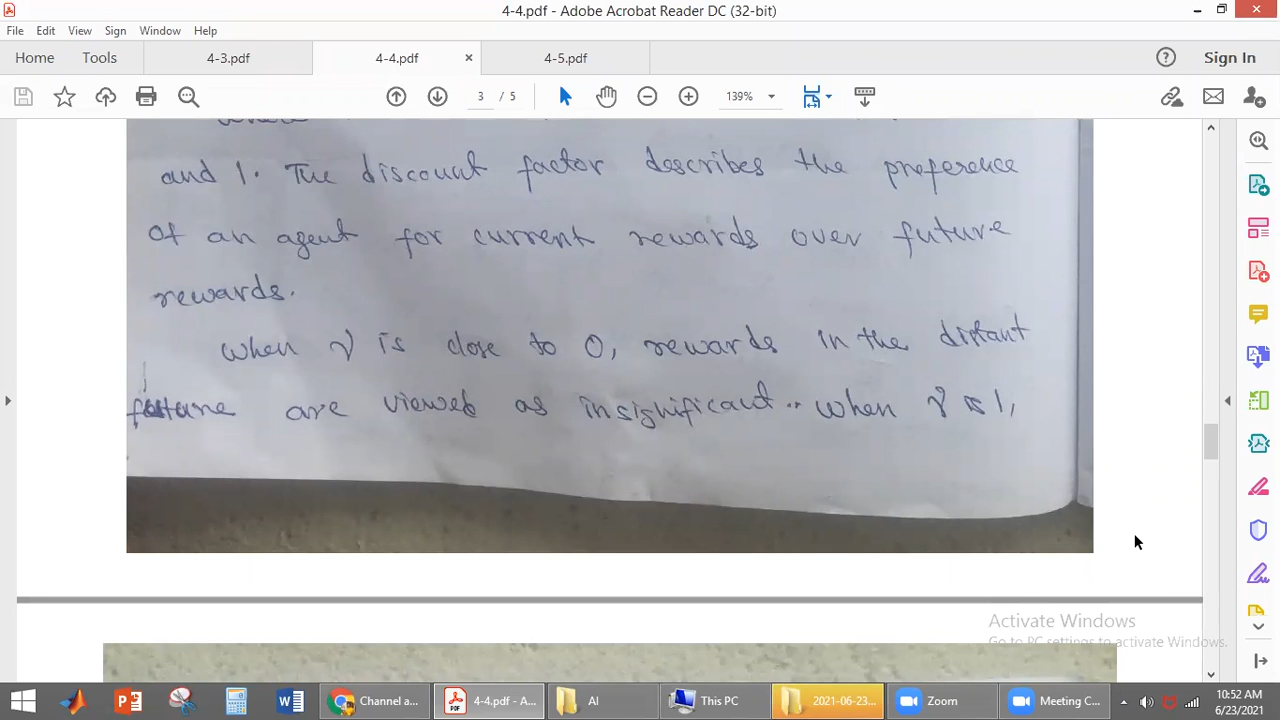 4-4.pdf - Adobe Acrobat Reader DC (32-bit)
File Edit View Sign Window Help
Home Tools 4-3.pdf 4-4.pdf × 4-5.pdf Sign In
3 / 5 139%
where
and 1. The discount factor describes the preference
of an agent for current rewards over future
rewards.
When γ is close to 0, rewards in the distant
future are viewed as insignificant. When γ is 1,
Activate Windows
Go to PC settings to activate Windows.
Channel a... 4-4.pdf - A... AI This PC 2021-06-23... Zoom Meeting C... 10:52 AM
6/23/2021